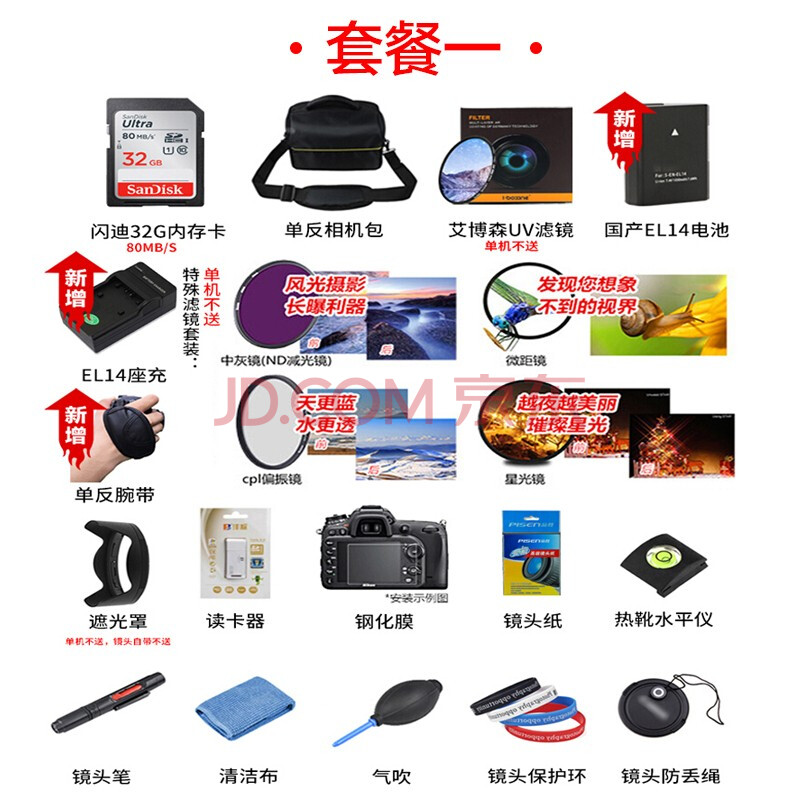 ·套餐一·
SanDisk
Ultra
80 MB/s
32 GB
SanDisk
FILTER
新增
闪迪32G内存卡
80MB/S
单反相机包
艾博森UV滤镜
单机不送
国产EL14电池
新增
EL14座充
特殊滤镜套装：
单机不送
风光摄影
长曝利器
前
后
中灰镜(ND减光镜)
发现您想象
不到的视界
微距镜
JD.COM 京东
新增
单反腕带
天更蓝
水更透
前
后
cpl偏振镜
越夜越美丽
璀璨星光
前
后
星光镜
遮光罩
单机不送，镜头自带不送
读卡器
Nikon
*安装示例图
钢化膜
PISEN
PISEN
镜头纸
热靴水平仪
镜头笔
清洁布
气吹
镜头保护环
镜头防丢绳